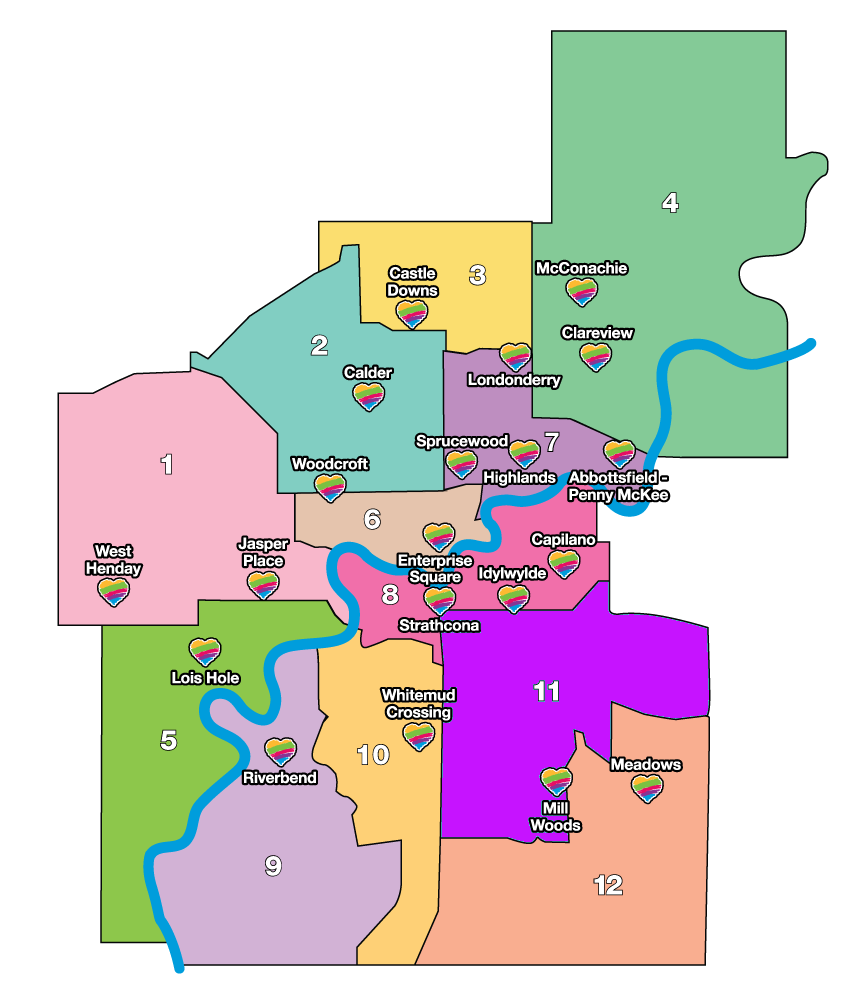 4
McConachie
3
Castle
Downs
Clareview
2
Calder
Londonderry
Sprucewood
7
Highlands
Abbottsfield -
Penny McKee
1
Woodcroft
6
West
Henday
Jasper
Place
Enterprise
Square
Capilano
Idylwylde
8
Strathcona
Lois Hole
5
Riverbend
Whitemud
Crossing
10
11
Meadows
Mill
Woods
9
12